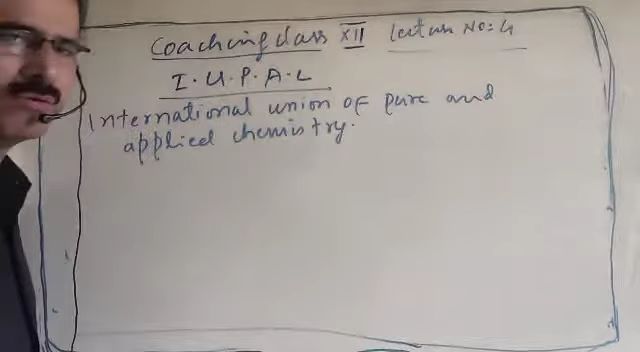 Coaching class XII lecture No: 4
I. U. P. A. C
International union of pure and
applied chemistry.